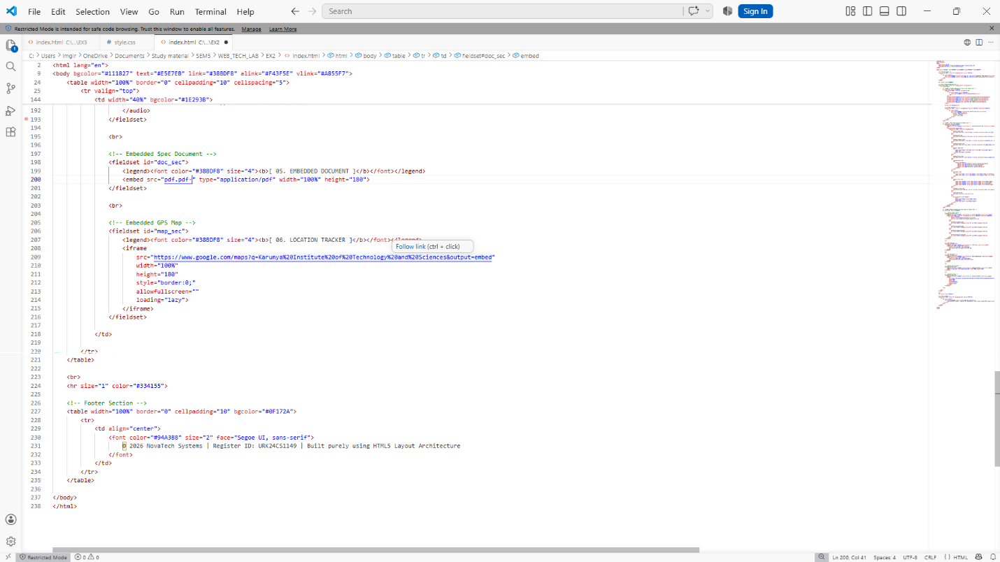 File Edit Selection View Go Run Terminal Help
Search
Sign In
Restricted Mode is intended for safe code browsing. Trust this window to enable all features. Manage Learn More
index.html C:\...\EX3
style.css
index.html C:\...\EX2
C: > Users > imglr > OneDrive > Documents > Study material > SEM5 > WEB_TECH_LAB > EX2 > index.html > html > body > table > tr > td > fieldset#doc_sec > embed
2 <html lang="en">
9 <body bgcolor="#111827" text="#E5E7EB" link="#38BDF8" alink="#F43F5E" vlink="#A855F7">
24 <table width="100%" border="0" cellpadding="10" cellspacing="5">
25 <tr valign="top">
144 <td width="40%" bgcolor="#1E293B">
192 </audio>
193 </fieldset>
194
195 <br>
196
197 <!-- Embedded Spec Document -->
198 <fieldset id="doc_sec">
199 <legend><font color="#38BDF8" size="4"><b>[ 05. EMBEDDED DOCUMENT ]</b></font></legend>
200 <embed src="pdf.pdf-" type="application/pdf" width="100%" height="180">
201 </fieldset>
202
203 <br>
204
205 <!-- Embedded GPS Map -->
206 <fieldset id="map_sec">
207 <legend><font color="#38BDF8" size="4"><b>[ 06. LOCATION TRACKER ]</b></font></legend>
Follow link (ctrl + click)
208 <iframe
209 src="https://www.google.com/maps?q=Karunya%20Institute%20of%20Technology%20and%20Sciences&output=embed"
210 width="100%"
211 height="180"
212 style="border:0;"
213 allowfullscreen=""
214 loading="lazy">
215 </iframe>
216 </fieldset>
217
218 </td>
219
220 </tr>
221 </table>
222
223 <br>
224 <hr size="1" color="#334155">
225
226 <!-- Footer Section -->
227 <table width="100%" border="0" cellpadding="10" bgcolor="#0F172A">
228 <tr>
229 <td align="center">
230 <font color="#94A3B8" size="2" face="Segoe UI, sans-serif">
231 © 2026 NovaTech Systems | Register ID: URK24CS1149 | Built purely using HTML5 Layout Architecture
232 </font>
233 </td>
234 </tr>
235 </table>
236
237 </body>
238 </html>
Restricted Mode 0 0 Ln 200, Col 41 Spaces: 4 UTF-8 CRLF { } HTML